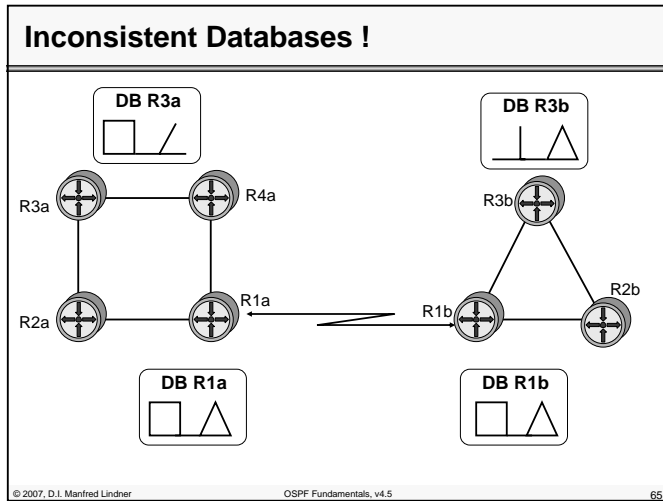 Inconsistent Databases !
DB R3a
DB R3b
R3a
R4a
R3b
R2a
R1a
R1b
R2b
DB R1a
DB R1b
© 2007, D.I. Manfred Lindner
OSPF Fundamentals, v4.5
65